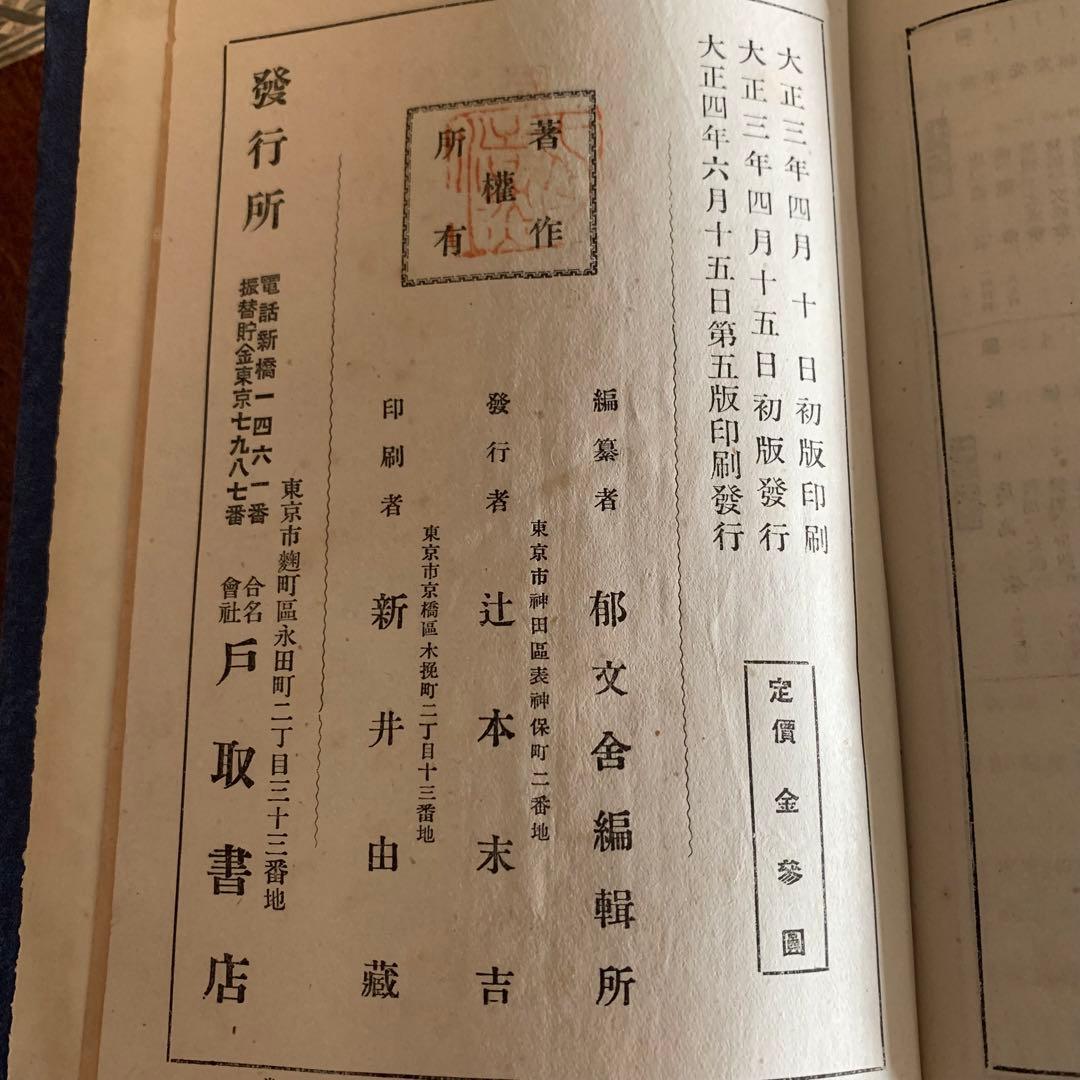 大正三年四月十日初版印刷
大正三年四月十五日初版發行
大正四年六月十五日第五版印刷發行
定價金參圓
著作權所有
編纂者 郁文舍編輯所
東京市神田區表神保町二番地
發行者 辻本末吉
東京市京橋區木挽町二丁目十三番地
印刷者 新井由藏
東京市麴町區永田町二丁目三十三番地
發行所 合名會社 戶取書店
電話新橋一四六一番
振替貯金東京七九八七番